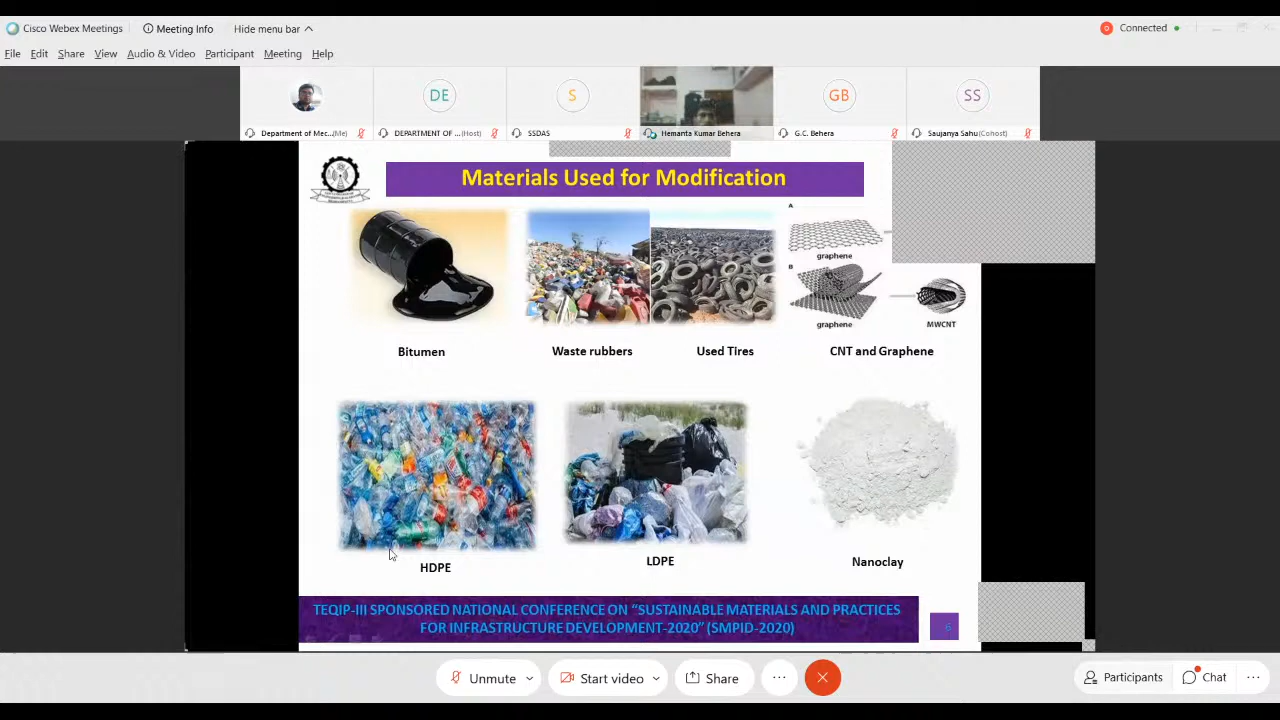 Cisco Webex Meetings
Meeting Info
Hide menu bar
Connected
File Edit Share View Audio & Video Participant Meeting Help
DE
S
GB
SS
Department of Mec...(Me)
DEPARTMENT OF ...(Host)
SSDAS
Hemanta Kumar Behera
G.C. Behera
Saujanya Sahu (Cohost)
Materials Used for Modification
A
graphene
B
graphene
MWCNT
Bitumen
Waste rubbers
Used Tires
CNT and Graphene
HDPE
LDPE
Nanoclay
TEQIP-III SPONSORED NATIONAL CONFERENCE ON “SUSTAINABLE MATERIALS AND PRACTICES
FOR INFRASTRUCTURE DEVELOPMENT-2020” (SMPID-2020)
6
Unmute
Start video
Share
Participants
Chat